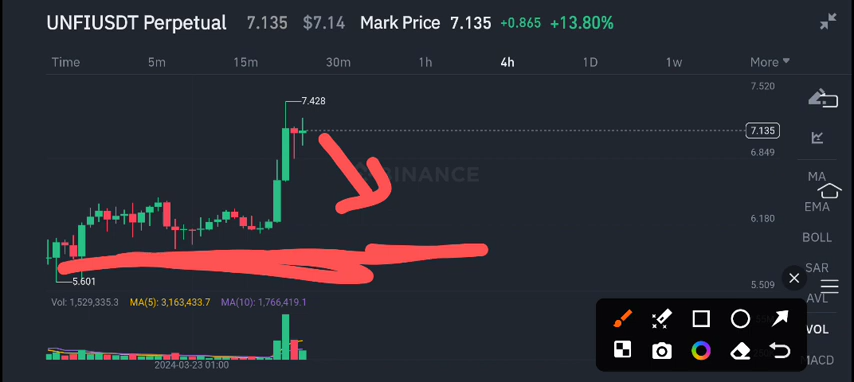 UNFIUSDT Perpetual 7.135 $7.14 Mark Price 7.135 +0.865 +13.80%
Time 5m 15m 30m 1h 4h 1D 1w More
7.520
7.428
7.135
6.849
BINANCE
MA
EMA
6.180
BOLL
SAR
5.601
5.509
AVL
Vol: 1,529,335.3 MA(5): 3,163,433.7 MA(10): 1,766,419.1
VOL
2024-03-23 01:00
MACD